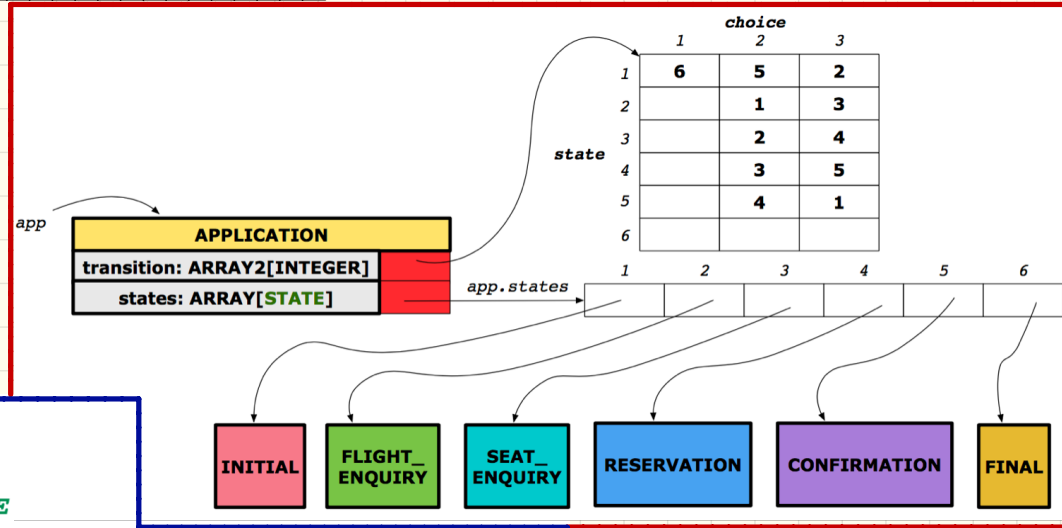 choice
1 2 3
1 6 5 2
2 1 3
3 2 4
state
4 3 5
5 4 1
6
app
APPLICATION
transition: ARRAY2[INTEGER]
states: ARRAY[STATE]
app.states
1 2 3 4 5 6
INITIAL
FLIGHT_
ENQUIRY
SEAT_
ENQUIRY
RESERVATION
CONFIRMATION
FINAL
E